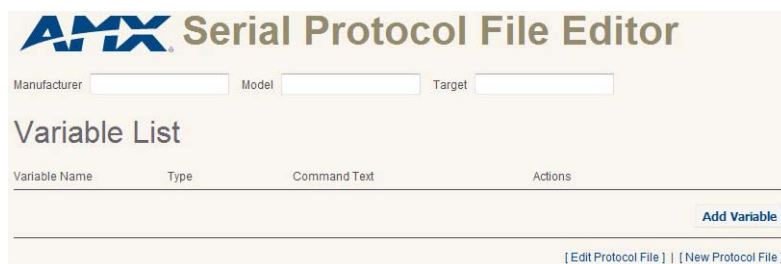 AMX® Serial Protocol File Editor
Manufacturer Model Target
Variable List
Variable Name Type Command Text Actions
Add Variable
[ Edit Protocol File ] | [ New Protocol File